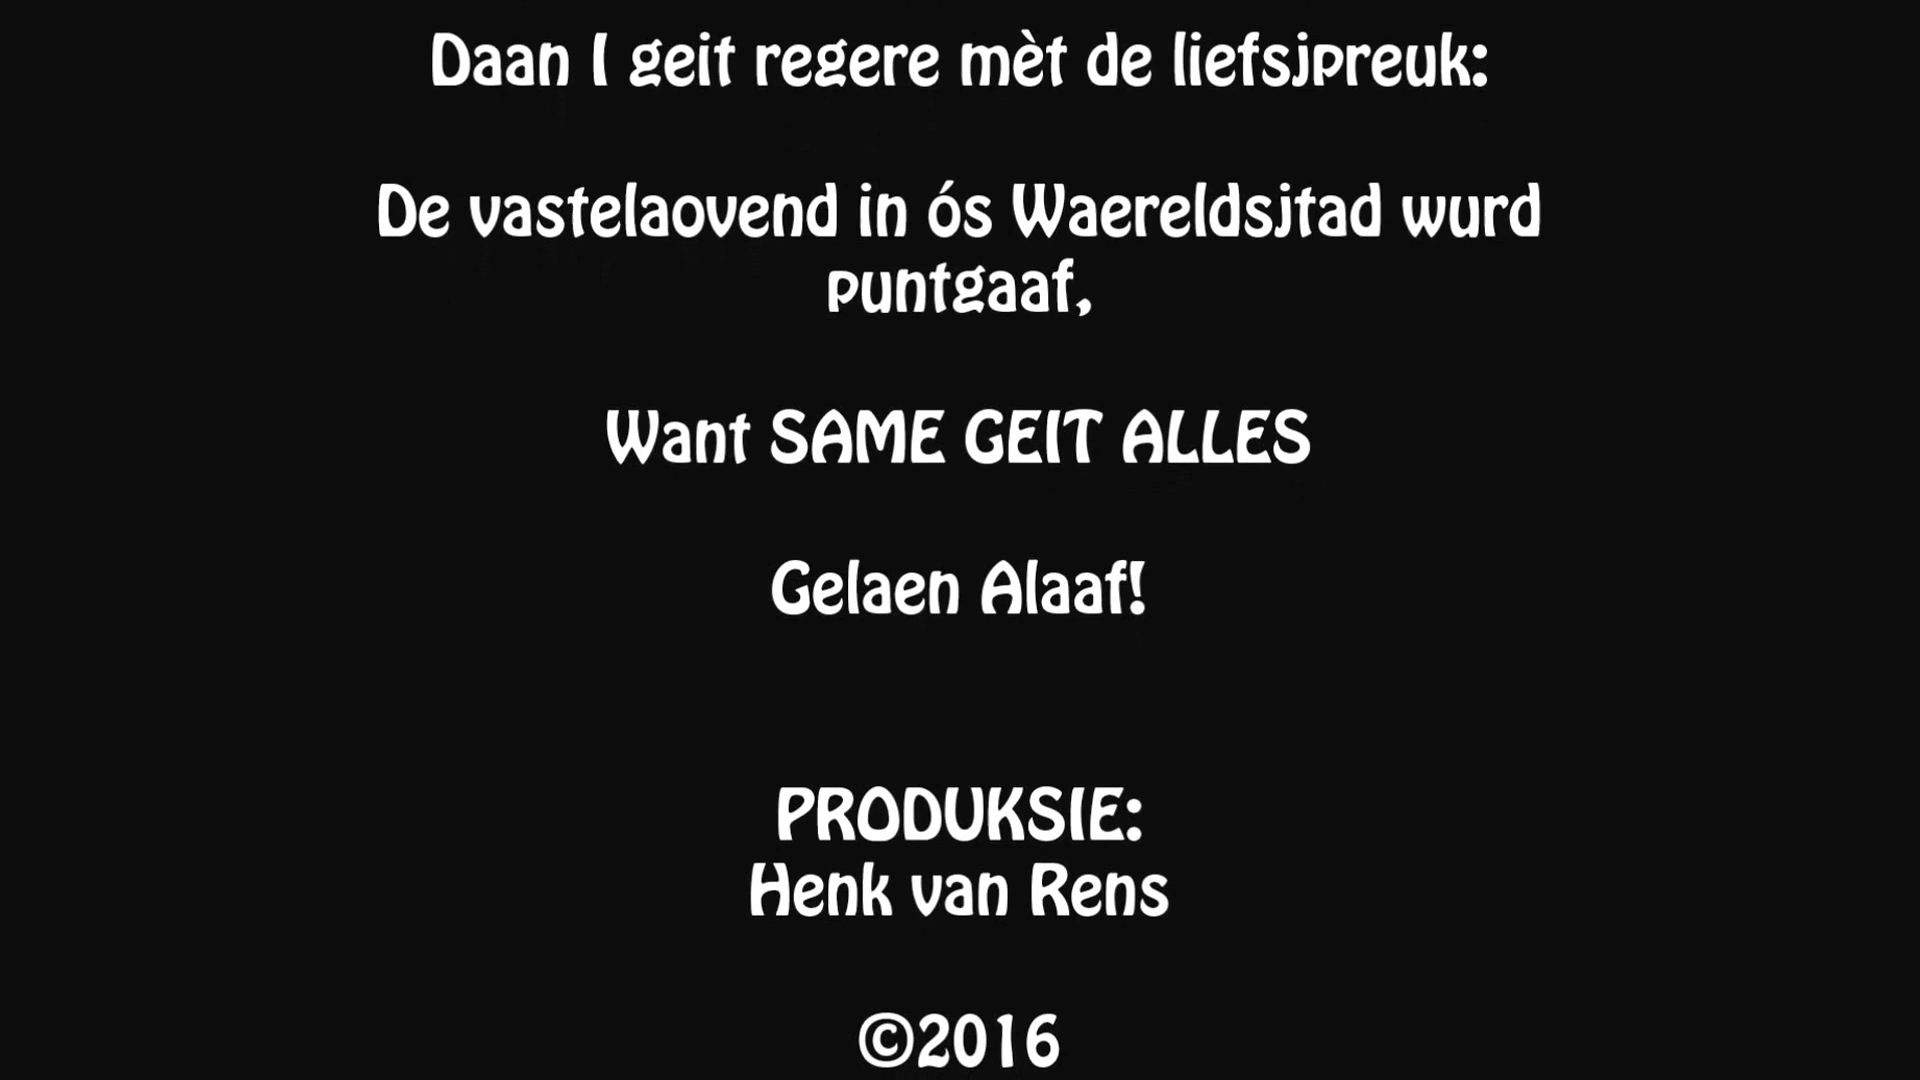 Daan I geit regere mèt de liefsjpreuk:
De vastelaovend in ós Waereldsjtad wurd
puntgaaf,
Want SAME GEIT ALLES
Gelaen Alaaf!
PRODUKSIE:
Henk van Rens
©2016